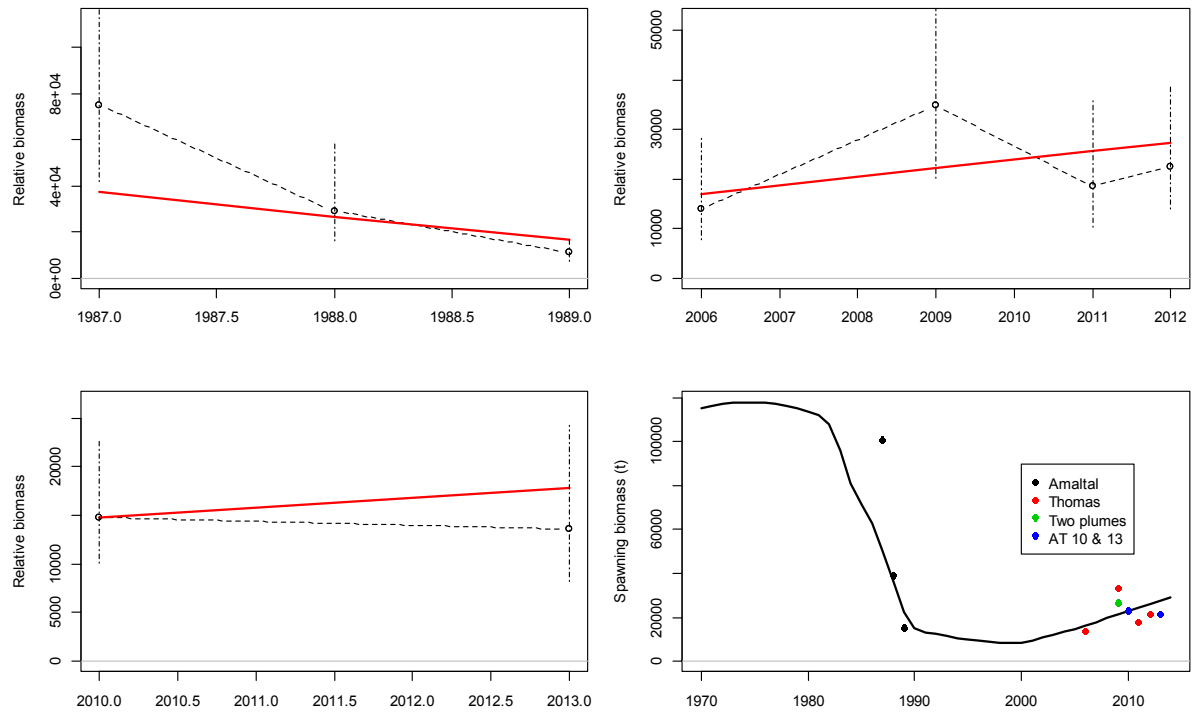 Relative biomass
0e+00 4e+04 8e+04
1987.0 1987.5 1988.0 1988.5 1989.0
Relative biomass
0 10000 30000 50000
2006 2007 2008 2009 2010 2011 2012
Relative biomass
0 5000 10000 20000
2010.0 2010.5 2011.0 2011.5 2012.0 2012.5 2013.0
Spawning biomass (t)
0 20000 60000 100000
Amaltal
Thomas
Two plumes
AT 10 & 13
1970 1980 1990 2000 2010